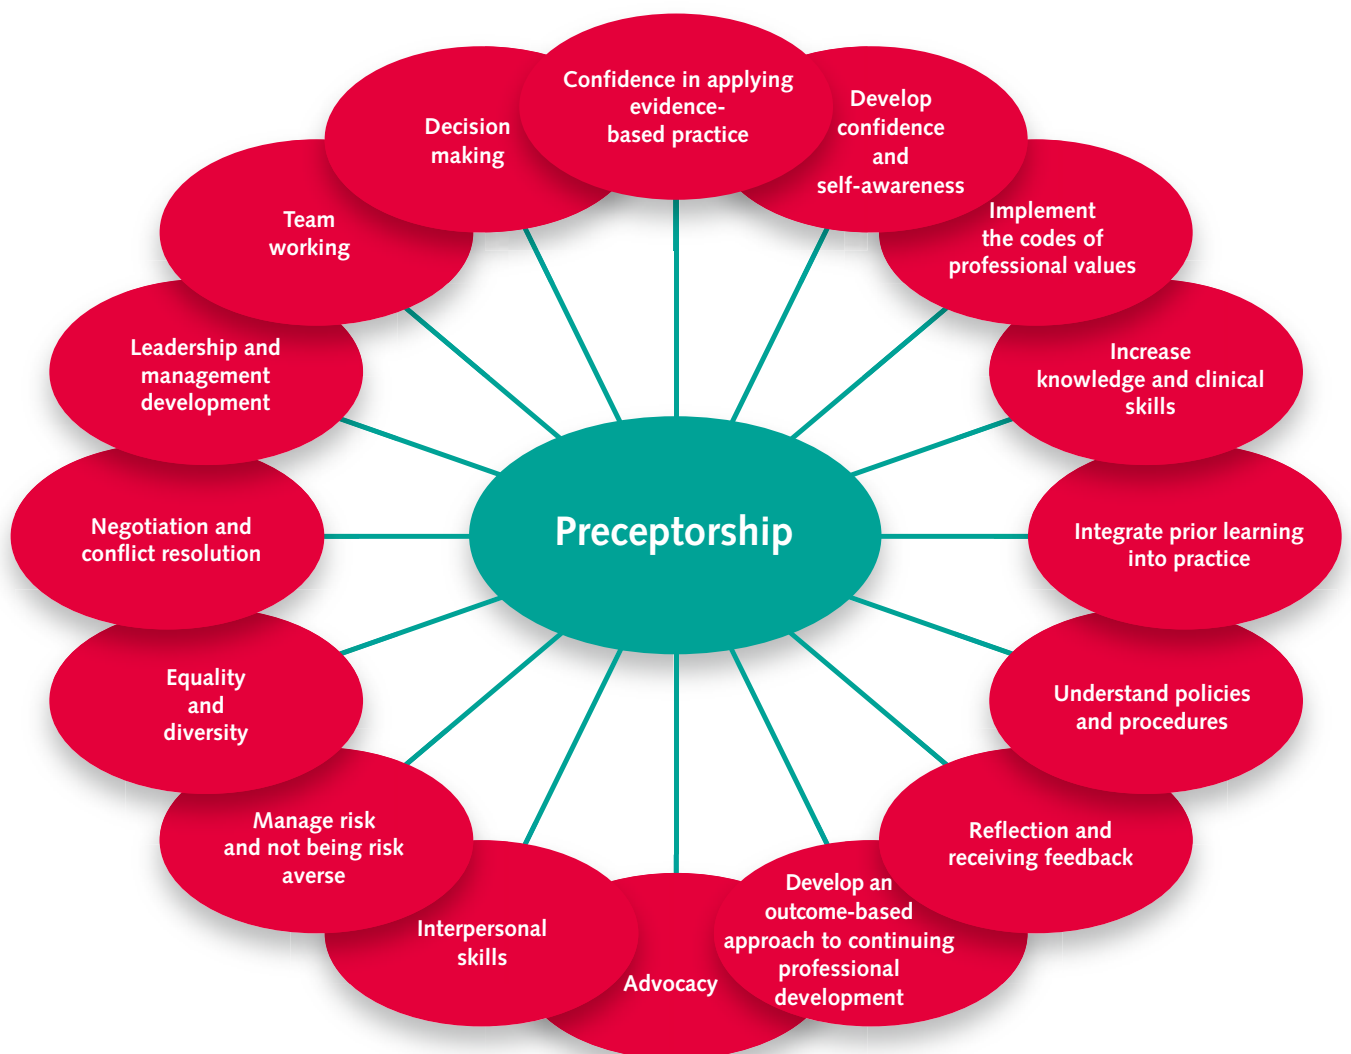 Confidence in applying
evidence-
based practice
Develop
confidence
and
self-awareness
Implement
the codes of
professional values
Increase
knowledge and clinical
skills
Integrate prior learning
into practice
Understand policies
and procedures
Reflection and
receiving feedback
Develop an
outcome-based
approach to continuing
professional
development
Advocacy
Interpersonal
skills
Manage risk
and not being risk
averse
Equality
and
diversity
Negotiation and
conflict resolution
Leadership and
management
development
Team
working
Decision
making
Preceptorship